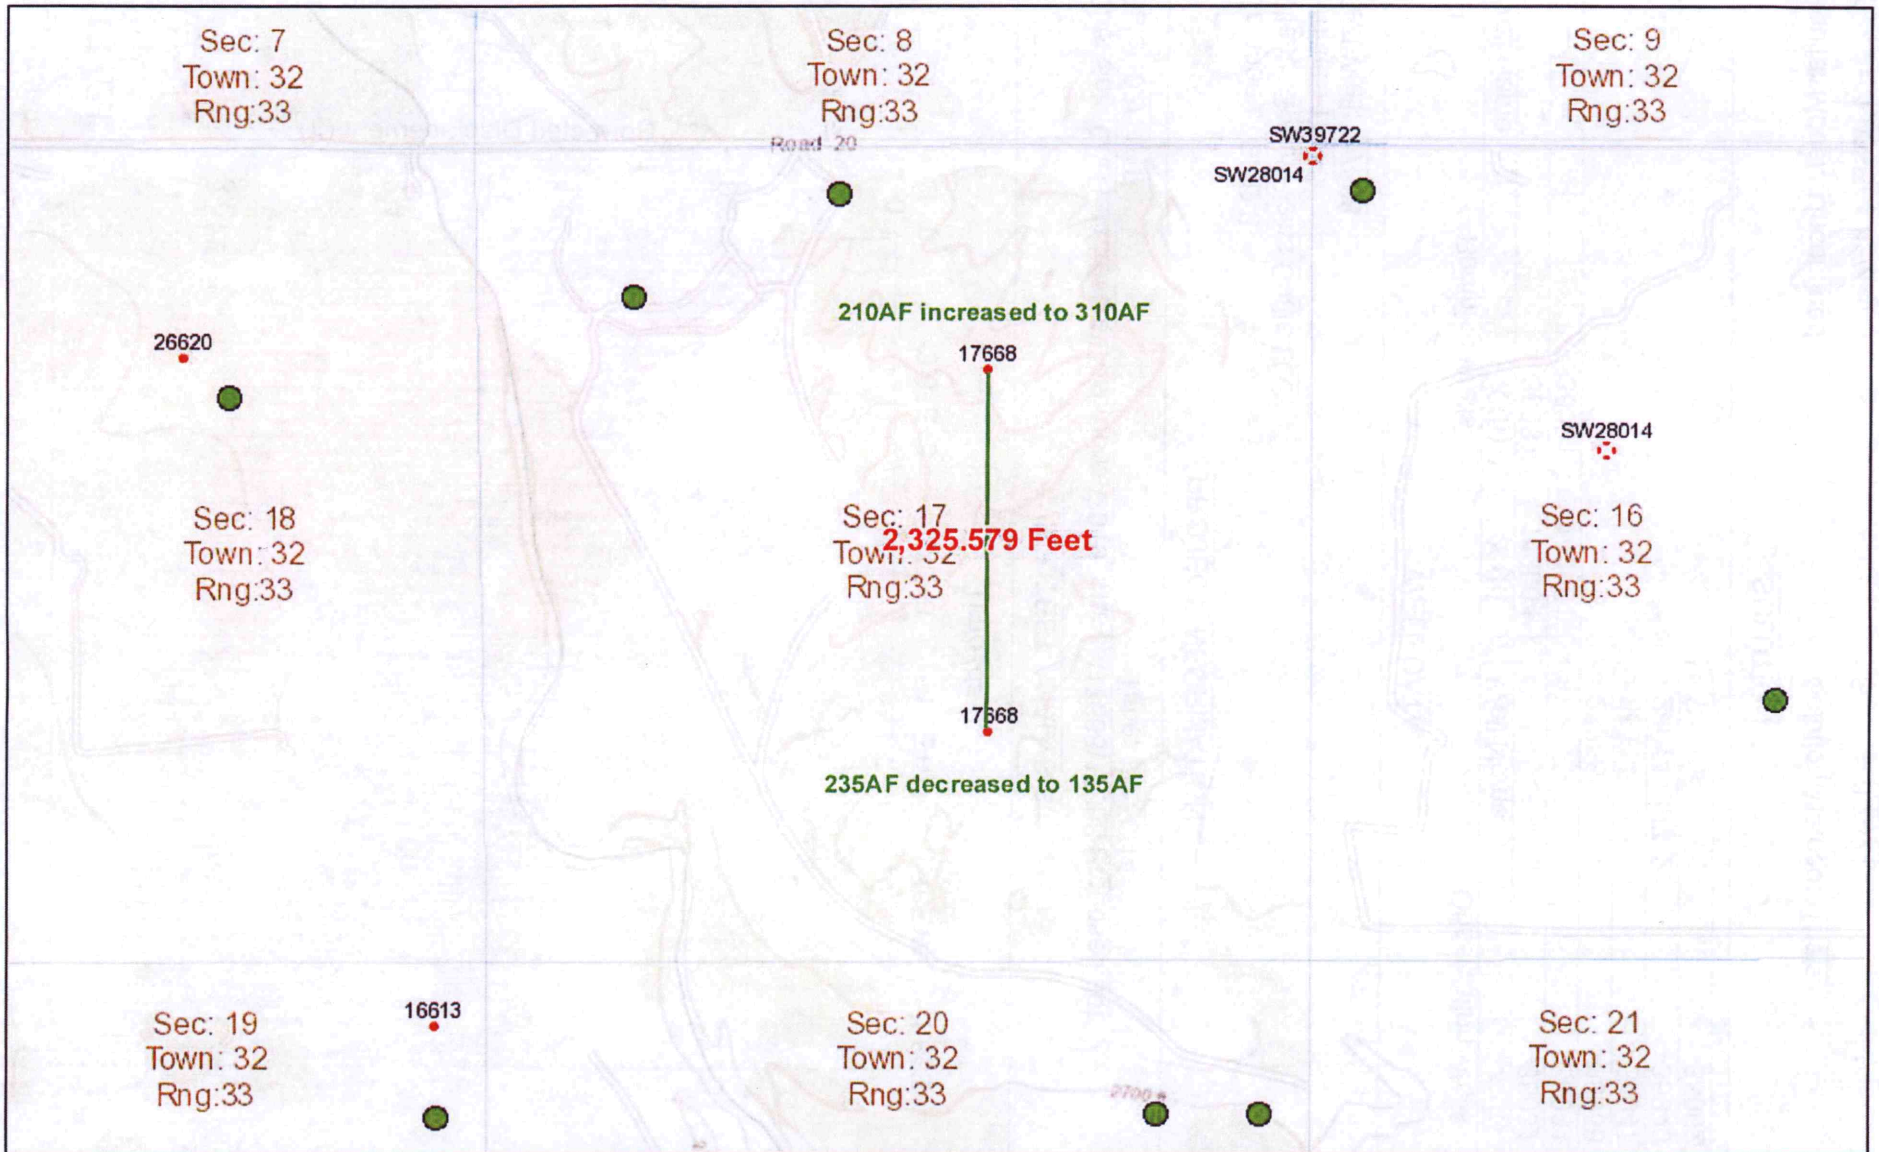 Sec: 7
Town: 32
Rng:33
Sec: 8
Town: 32
Rng:33
Sec: 9
Town: 32
Rng:33
Road 20
SW39722
SW28014
210AF increased to 310AF
26620
17668
SW28014
Sec: 18
Town: 32
Rng:33
Sec: 17
Town: 32
Rng:33
2,325.579 Feet
Sec: 16
Town: 32
Rng:33
17668
235AF decreased to 135AF
16613
Sec: 19
Town: 32
Rng:33
Sec: 20
Town: 32
Rng:33
Sec: 21
Town: 32
Rng:33
2700 ft